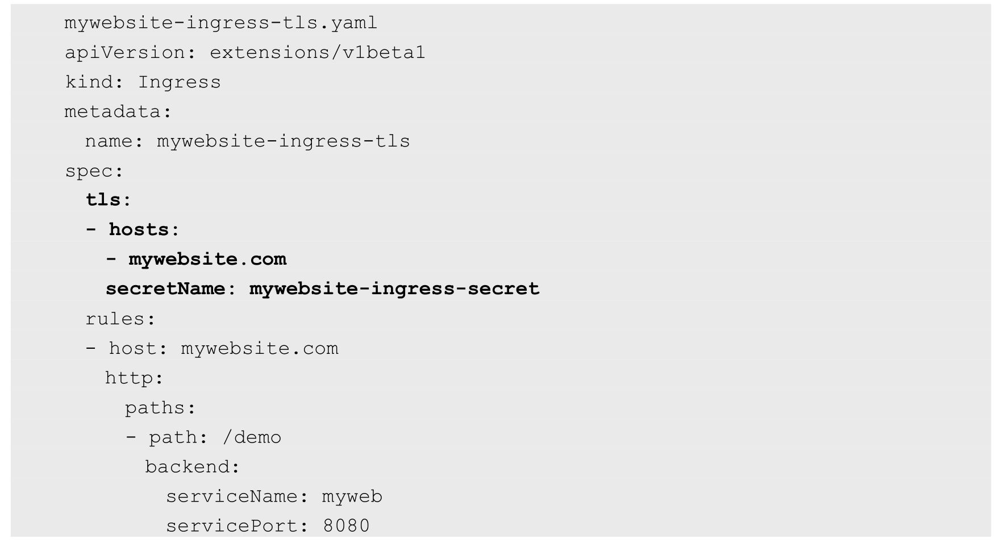 mywebsite-ingress-tls.yaml
apiVersion: extensions/v1beta1
kind: Ingress
metadata:
  name: mywebsite-ingress-tls
spec:
  tls:
  - hosts:
    - mywebsite.com
    secretName: mywebsite-ingress-secret
  rules:
  - host: mywebsite.com
    http:
      paths:
      - path: /demo
        backend:
          serviceName: myweb
          servicePort: 8080